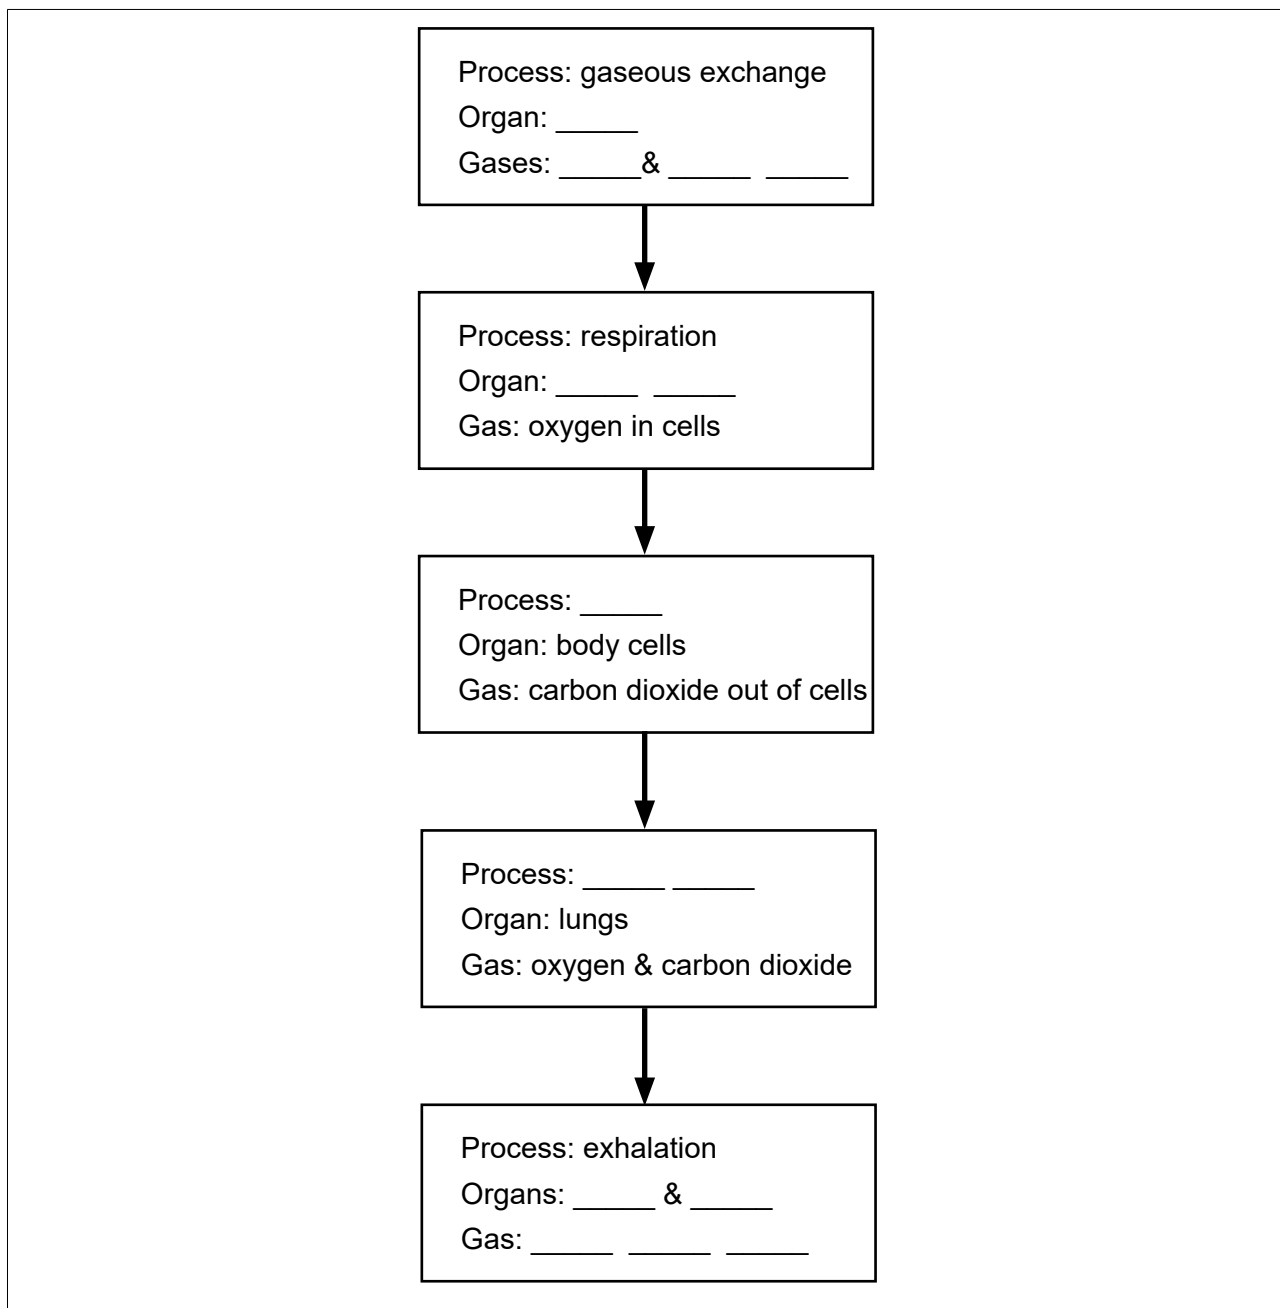 Process: gaseous exchange
Organ: _____
Gases: _____& _____ _____
Process: respiration
Organ: _____ _____
Gas: oxygen in cells
Process: _____
Organ: body cells
Gas: carbon dioxide out of cells
Process: _____ _____
Organ: lungs
Gas: oxygen & carbon dioxide
Process: exhalation
Organs: _____ & _____
Gas: _____ _____ _____